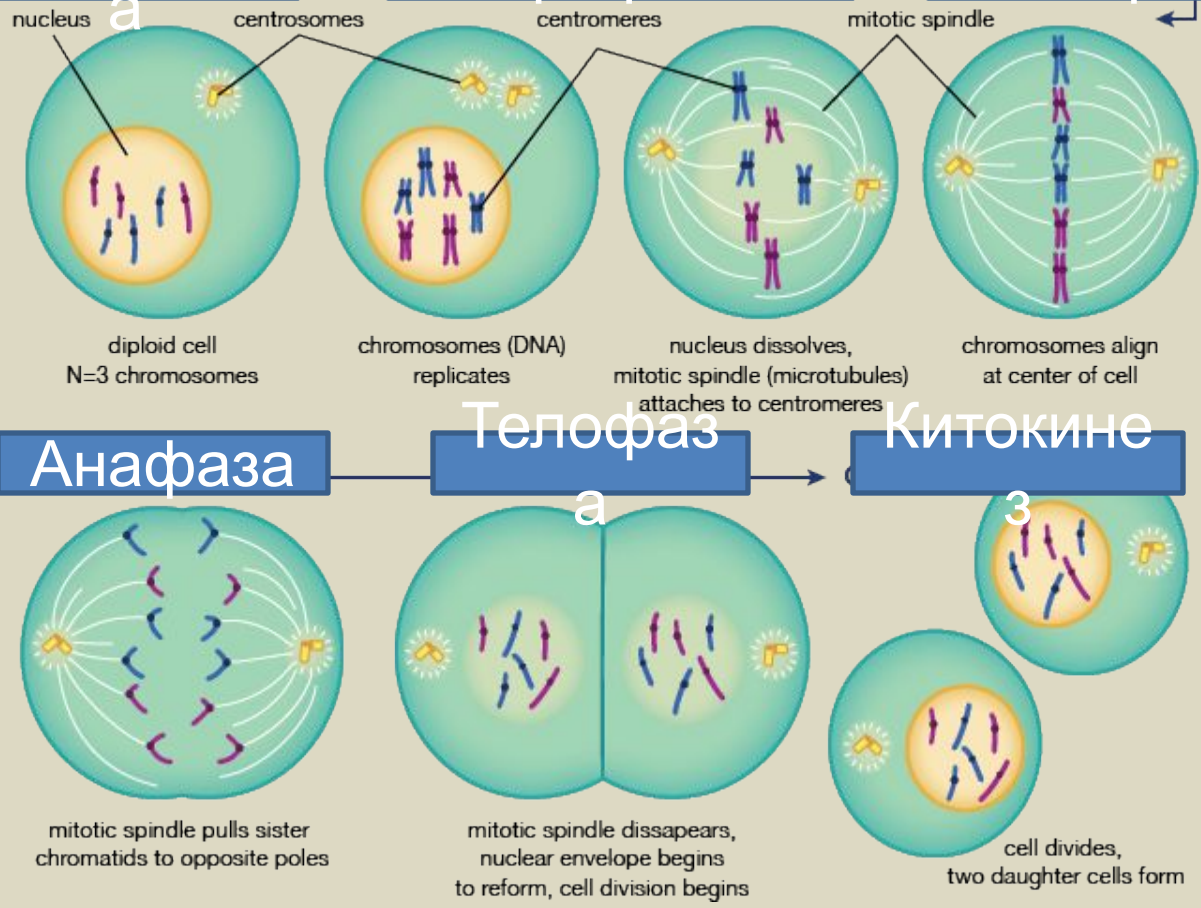 а
nucleus
centrosomes
centromeres
mitotic spindle
diploid cell
N=3 chromosomes
chromosomes (DNA)
replicates
nucleus dissolves,
mitotic spindle (microtubules)
attaches to centromeres
chromosomes align
at center of cell
Анафаза
Телофаз
а
Китокине
з
mitotic spindle pulls sister
chromatids to opposite poles
mitotic spindle dissapears,
nuclear envelope begins
to reform, cell division begins
cell divides,
two daughter cells form